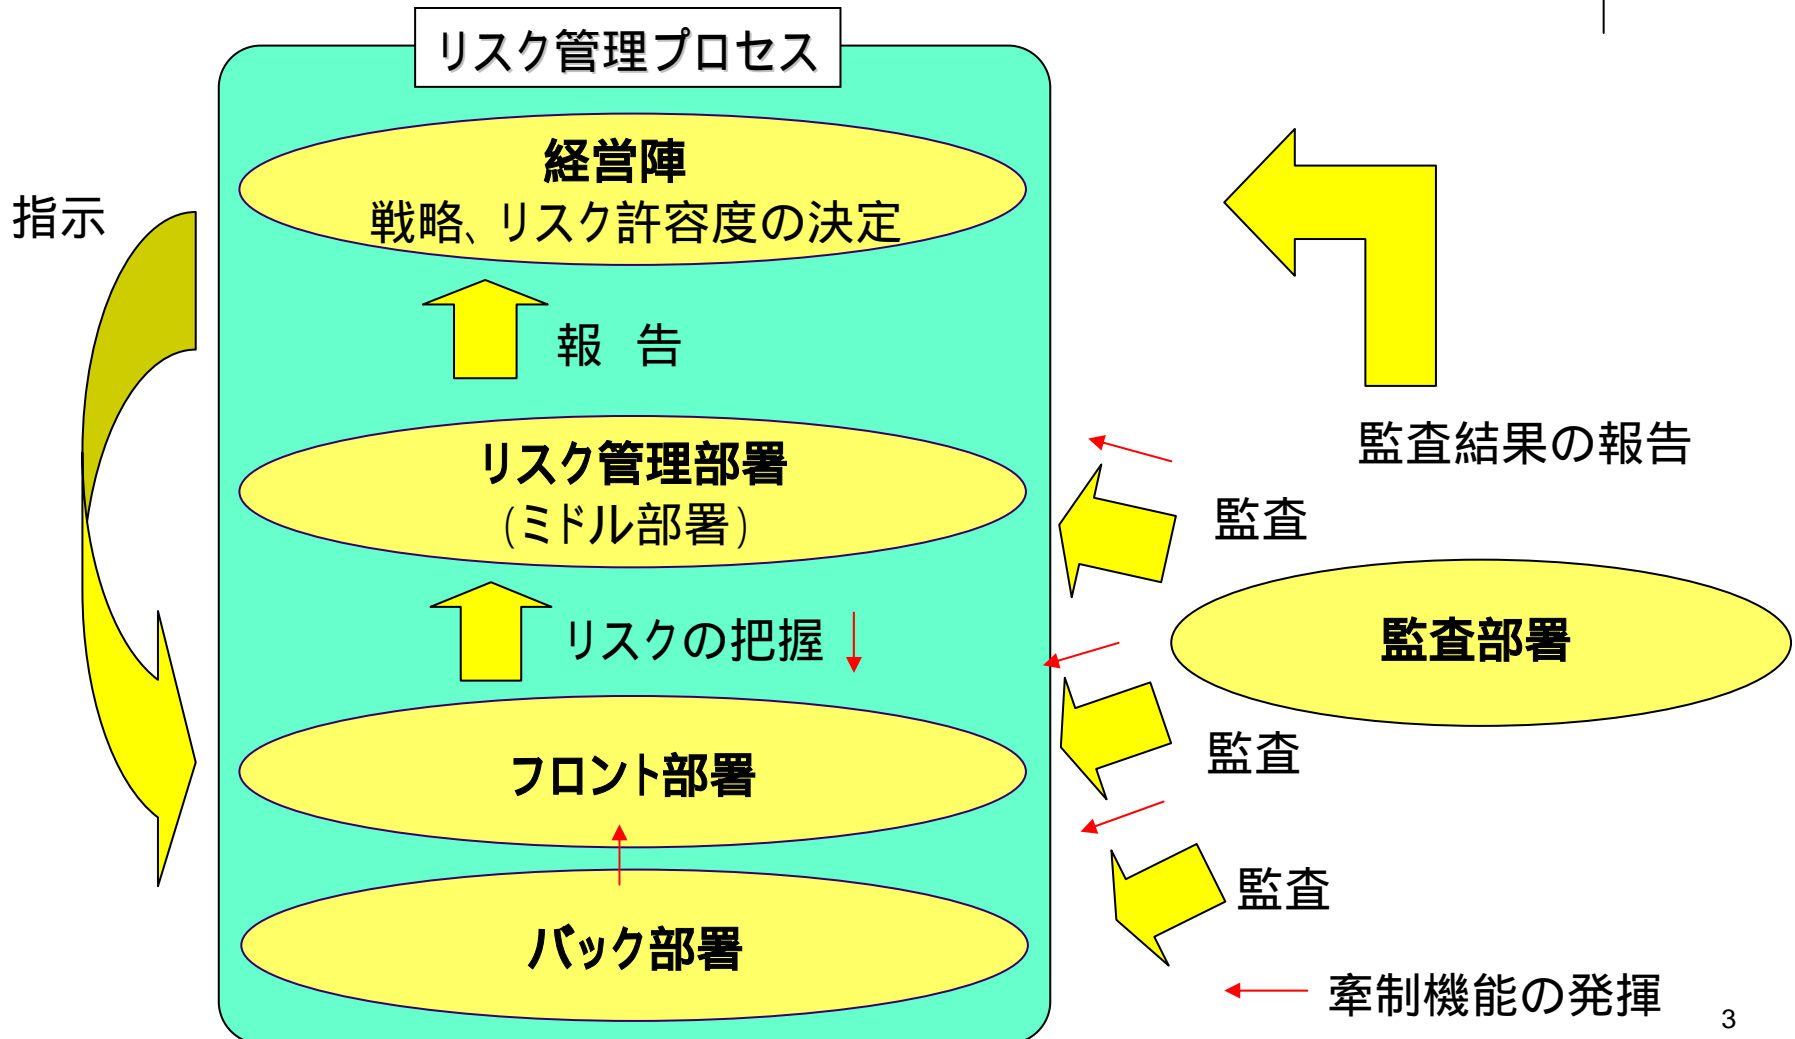 リスク管理プロセス
経営陣
戦略、リスク許容度の決定
指示
報 告
監査結果の報告
リスク管理部署
(ミドル部署)
監査
リスクの把握
監査部署
フロント部署
監査
監査
バック部署
牽制機能の発揮
3